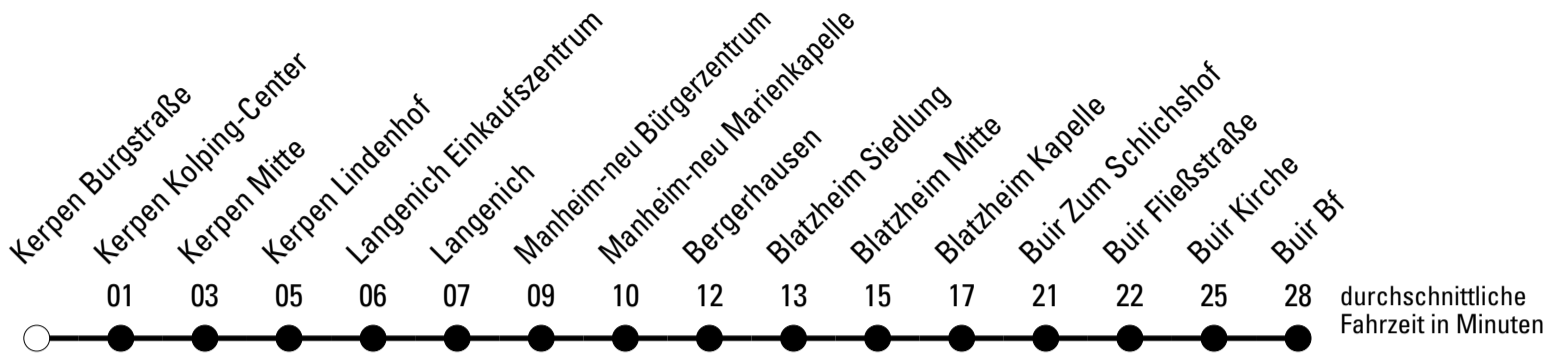 Kerpen Burgstraße
Kerpen Kolping-Center
Kerpen Mitte
Kerpen Lindenhof
Langenich Einkaufszentrum
Langenich
Manheim-neu Bürgerzentrum
Manheim-neu Marienkapelle
Bergerhausen
Blatzheim Siedlung
Blatzheim Mitte
Blatzheim Kapelle
Buir Zum Schlichshof
Buir Fließstraße
Buir Kirche
Buir Bf
01 03 05 06 07 09 10 12 13 15 17 21 22 25 28
durchschnittliche
Fahrzeit in Minuten